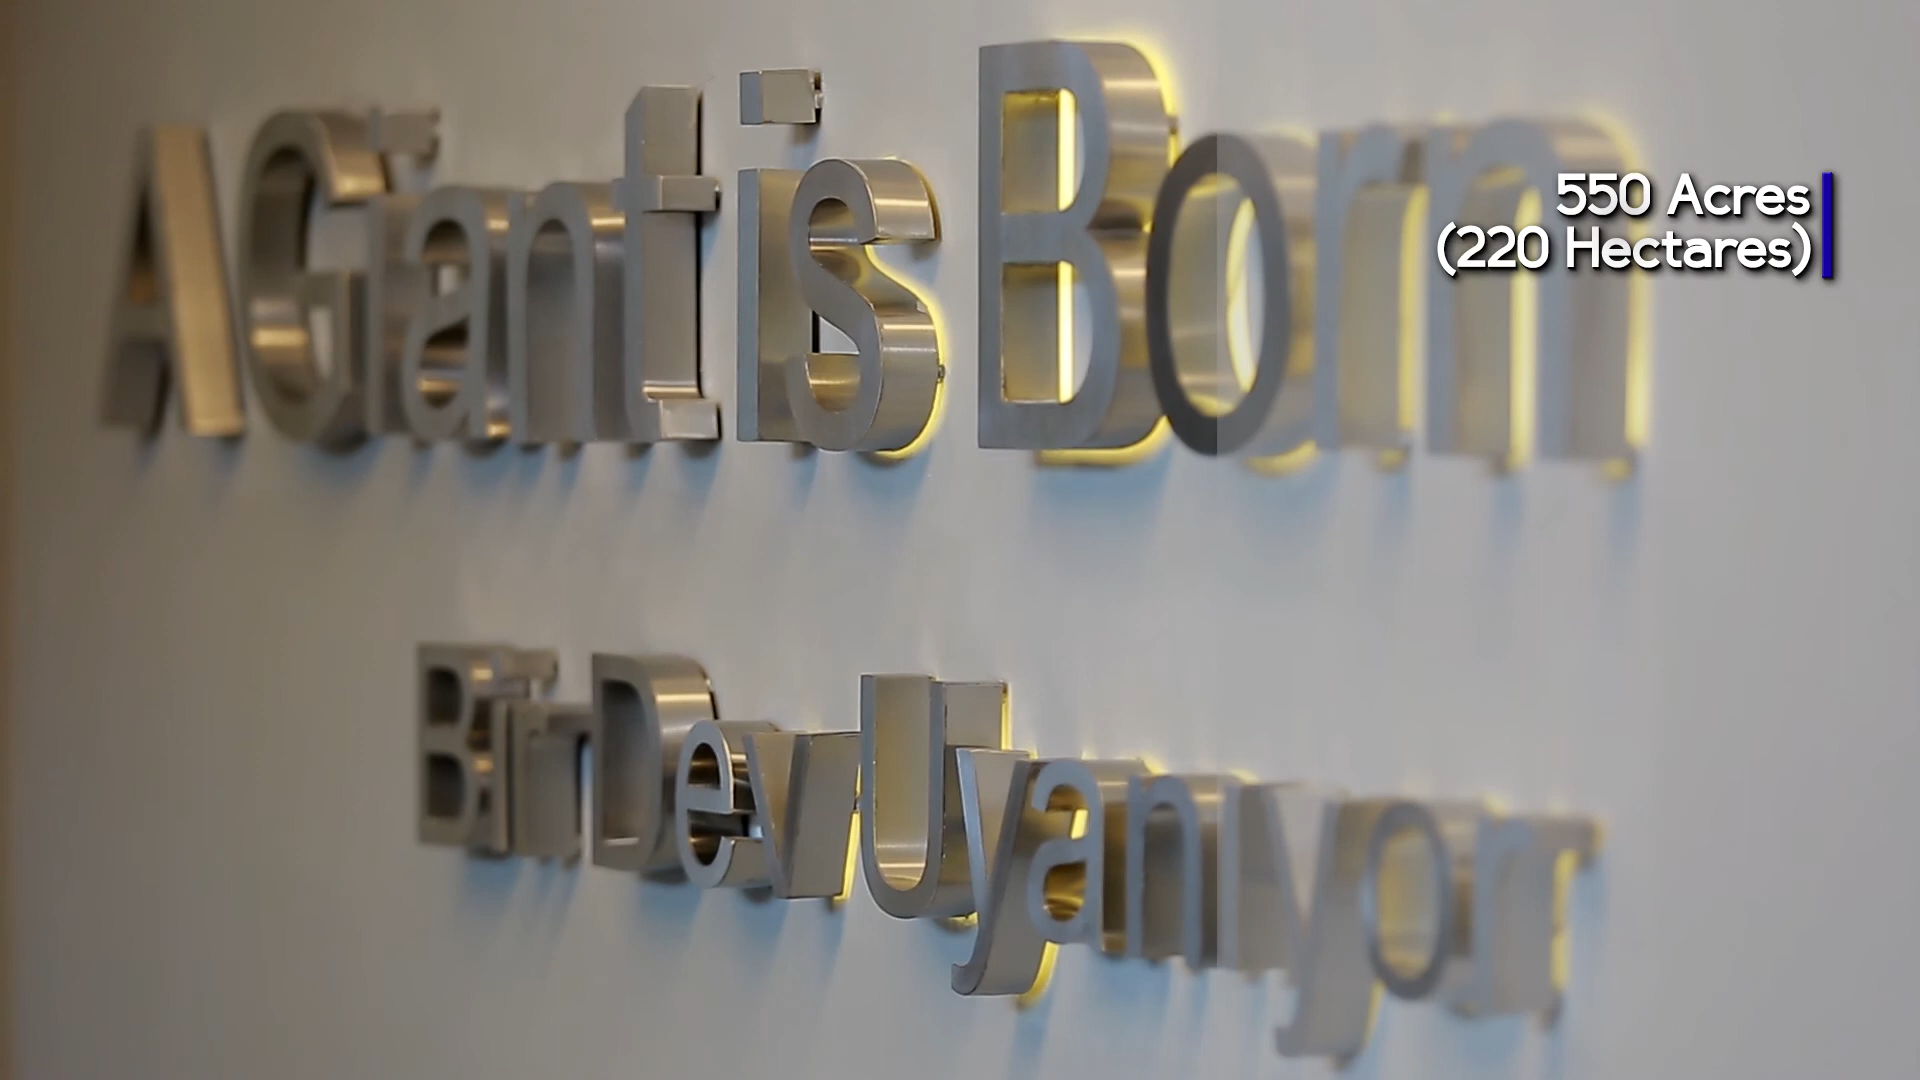 A Giant is Born
Bir Dev Uyanıyor
550 Acres
(220 Hectares)